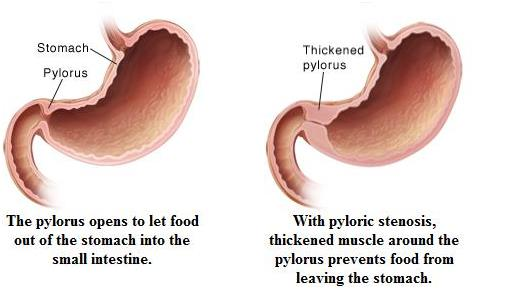 Stomach
Pylorus
The pylorus opens to let food
out of the stomach into the
small intestine.
Thickened
pylorus
With pyloric stenosis,
thickened muscle around the
pylorus prevents food from
leaving the stomach.